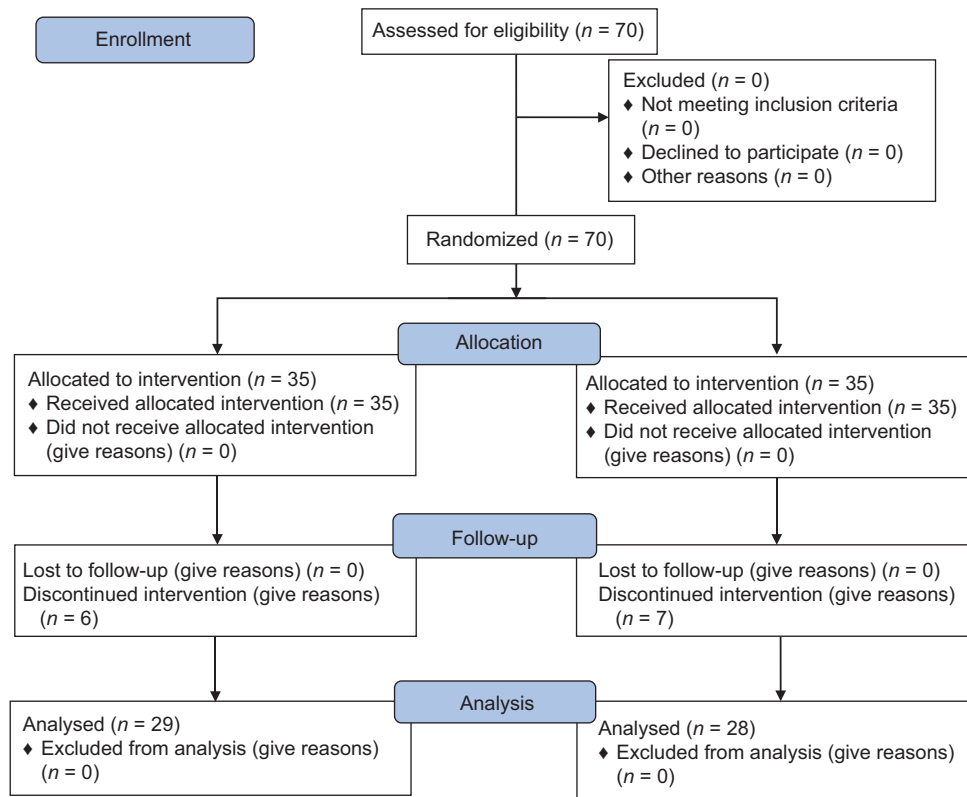 Enrollment
Assessed for eligibility (n = 70)
Excluded (n = 0)
♦ Not meeting inclusion criteria
(n = 0)
♦ Declined to participate (n = 0)
♦ Other reasons (n = 0)
Randomized (n = 70)
Allocation
Allocated to intervention (n = 35)
♦ Received allocated intervention (n = 35)
♦ Did not receive allocated intervention
(give reasons) (n = 0)
Allocated to intervention (n = 35)
♦ Received allocated intervention (n = 35)
♦ Did not receive allocated intervention
(give reasons) (n = 0)
Follow-up
Lost to follow-up (give reasons) (n = 0)
Discontinued intervention (give reasons)
(n = 6)
Lost to follow-up (give reasons) (n = 0)
Discontinued intervention (give reasons)
(n = 7)
Analysis
Analysed (n = 29)
♦ Excluded from analysis (give reasons)
(n = 0)
Analysed (n = 28)
♦ Excluded from analysis (give reasons)
(n = 0)